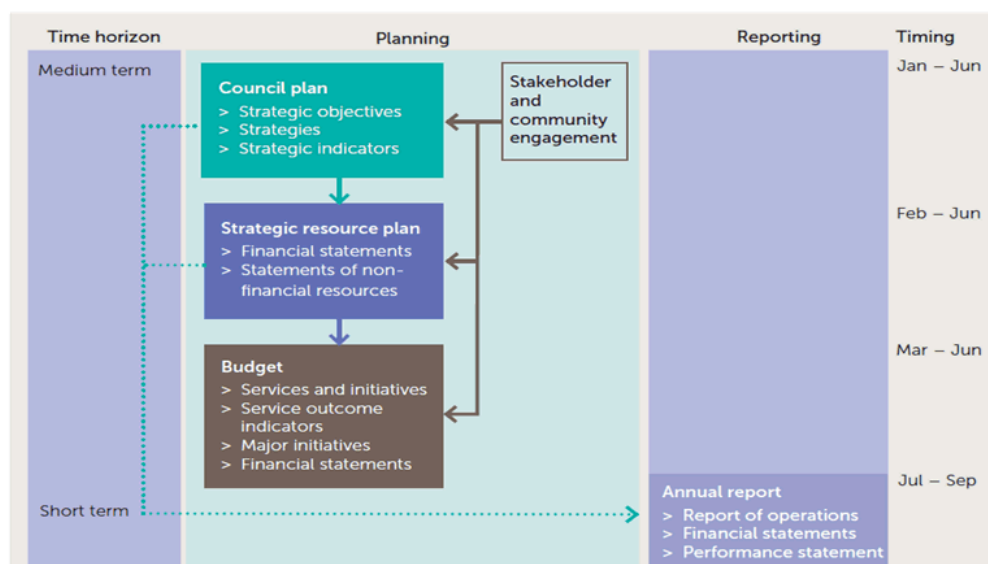 Time horizon
Planning
Reporting
Timing
Medium term
Jan – Jun
Council plan
> Strategic objectives
> Strategies
> Strategic indicators
Stakeholder
and
community
engagement
Feb – Jun
Strategic resource plan
> Financial statements
> Statements of non-
financial resources
Mar – Jun
Budget
> Services and initiatives
> Service outcome
indicators
> Major initiatives
> Financial statements
Jul – Sep
Short term
Annual report
> Report of operations
> Financial statements
> Performance statement